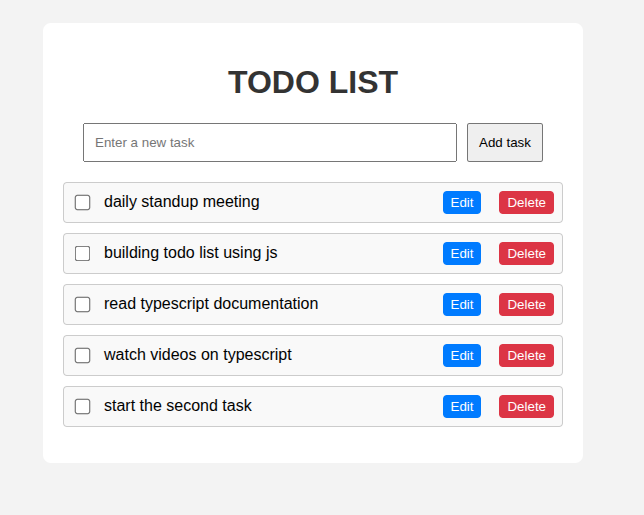 TODO LIST
Enter a new task Add task
daily standup meeting Edit Delete
building todo list using js Edit Delete
read typescript documentation Edit Delete
watch videos on typescript Edit Delete
start the second task Edit Delete